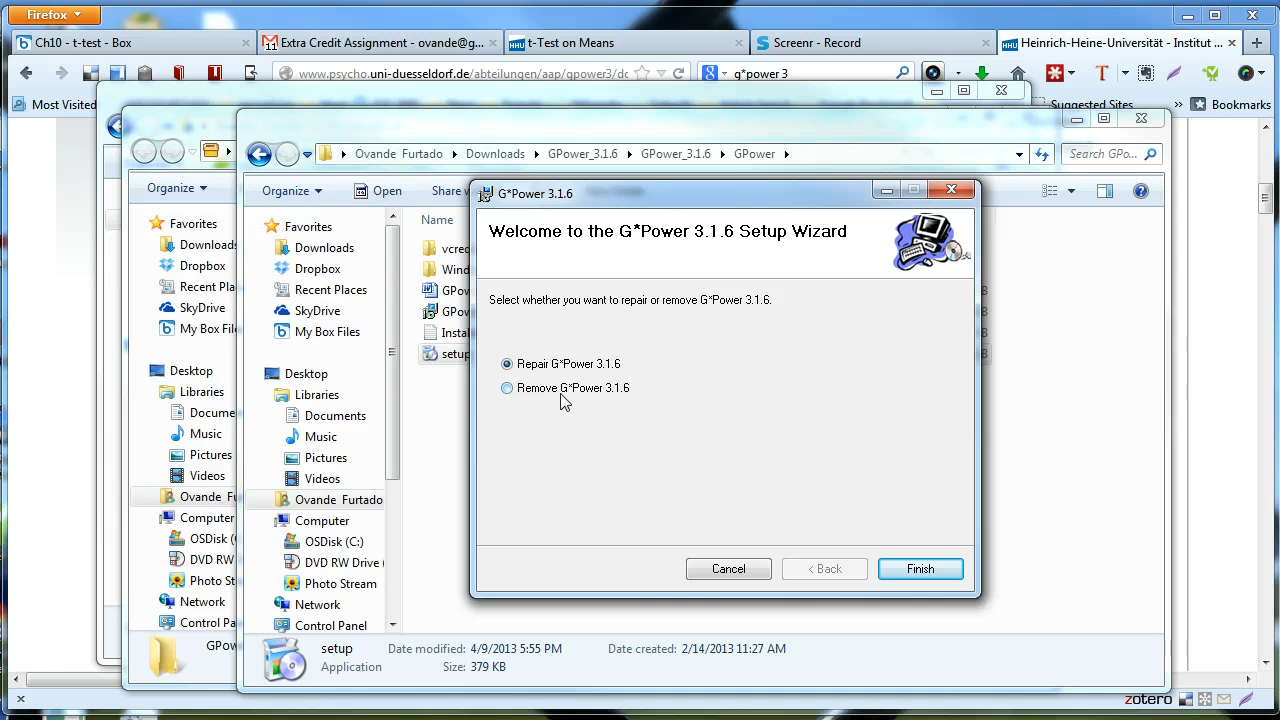 Firefox
Ch10 - t-test - Box
Extra Credit Assignment - ovande@g...
t-Test on Means
Screenr - Record
Heinrich-Heine-Universität - Institut ...
www.psycho.uni-duesseldorf.de/abteilungen/aap/gpower3/dc
g*power 3
Most Visited
Suggested Sites
Bookmarks
Ovande Furtado
Downloads
GPower_3.1.6
GPower_3.1.6
GPower
Search GPo...
Organize
Organize
Open
Share w
G*Power 3.1.6
Welcome to the G*Power 3.1.6 Setup Wizard
Select whether you want to repair or remove G*Power 3.1.6.
Repair G*Power 3.1.6
Remove G*Power 3.1.6
Cancel
< Back
Finish
Name
vcred
Wind
GPow
GPow
Instal
setup
Favorites
Downloads
Dropbox
Recent Pla
SkyDrive
My Box Fil
Desktop
Libraries
Docume
Music
Pictures
Videos
Ovande Fu
Computer
OSDisk (
DVD RW
Photo St
Network
Control Pa
GPow
Favorites
Downloads
Dropbox
Recent Places
SkyDrive
My Box Files
Desktop
Libraries
Documents
Music
Pictures
Videos
Ovande Furtado
Computer
OSDisk (C:)
DVD RW Drive (
Photo Stream
Network
Control Panel
setup
Application
Date modified: 4/9/2013 5:55 PM
Size: 379 KB
Date created: 2/14/2013 11:27 AM
zotero